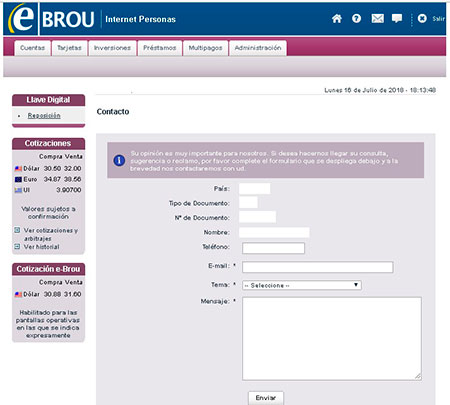 e BROU Internet Personas
Salir
Cuentas Tarjetas Inversiones Préstamos Multipagos Administración
Lunes 16 de Julio de 2018 - 18:13:48
Llave Digital
Reposición
Cotizaciones
Compra Venta
Dólar 30.50 32.00
Euro 34.87 38.56
UI 3.90700
Valores sujetos a
confirmación
Ver cotizaciones y
arbitrajes
Ver historial
Cotización e-Brou
Compra Venta
Dólar 30.88 31.60
Habilitado para las
pantallas operativas
en las que se indica
expresamente
Contacto
Su opinión es muy importante para nosotros. Si desea hacernos llegar su consulta,
sugerencia o reclamo, por favor complete el formulario que se despliega debajo y a la
brevedad nos contactaremos con ud.
País:
Tipo de Documento:
Nº de Documento:
Nombre:
Teléfono:
E-mail: *
Tema: * -- Seleccione --
Mensaje: *
Enviar